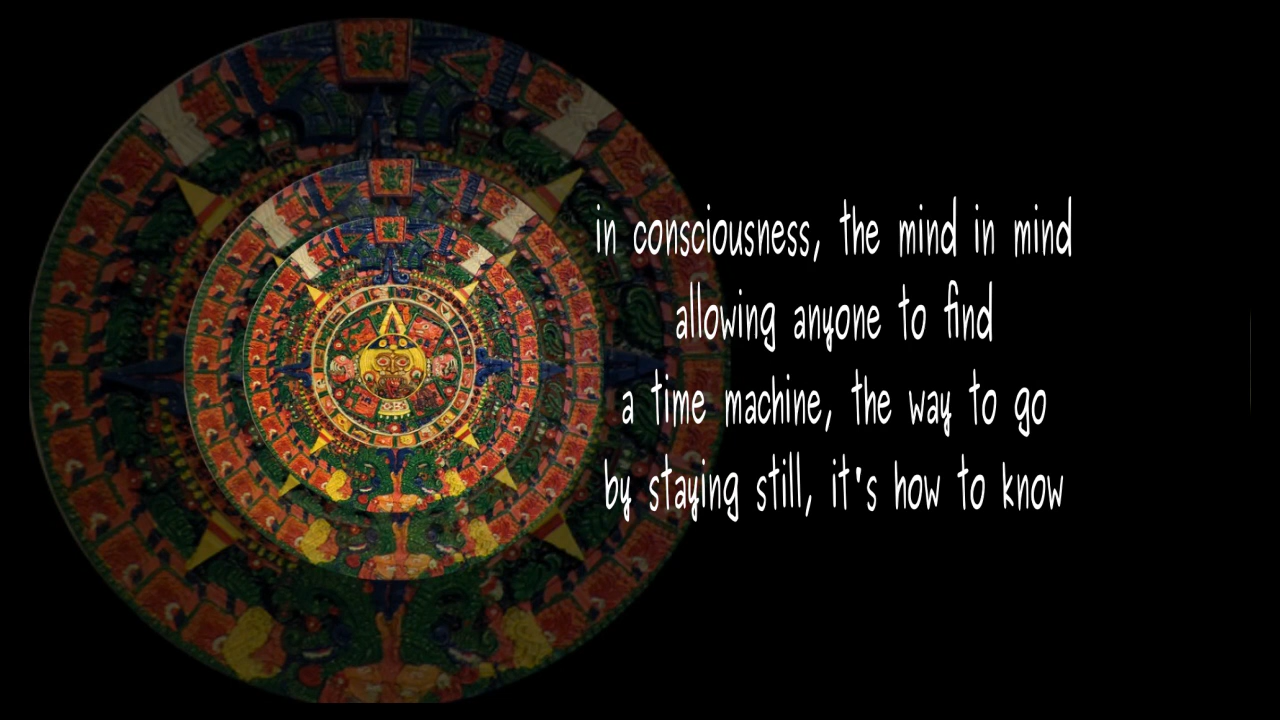 in consciousness, the mind in mind
allowing anyone to find
a time machine, the way to go
by staying still, it's how to know